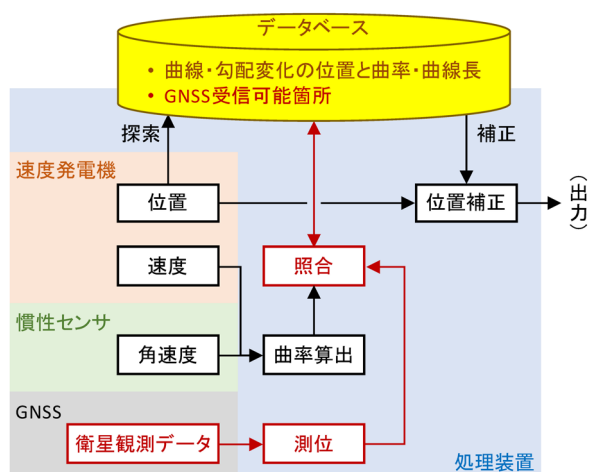 データベース
• 曲線・勾配変化の位置と曲率・曲線長
• GNSS受信可能箇所
探索
補正
速度発電機
位置
位置補正
(出力)
速度
照合
慣性センサ
角速度
曲率算出
GNSS
衛星観測データ
測位
処理装置